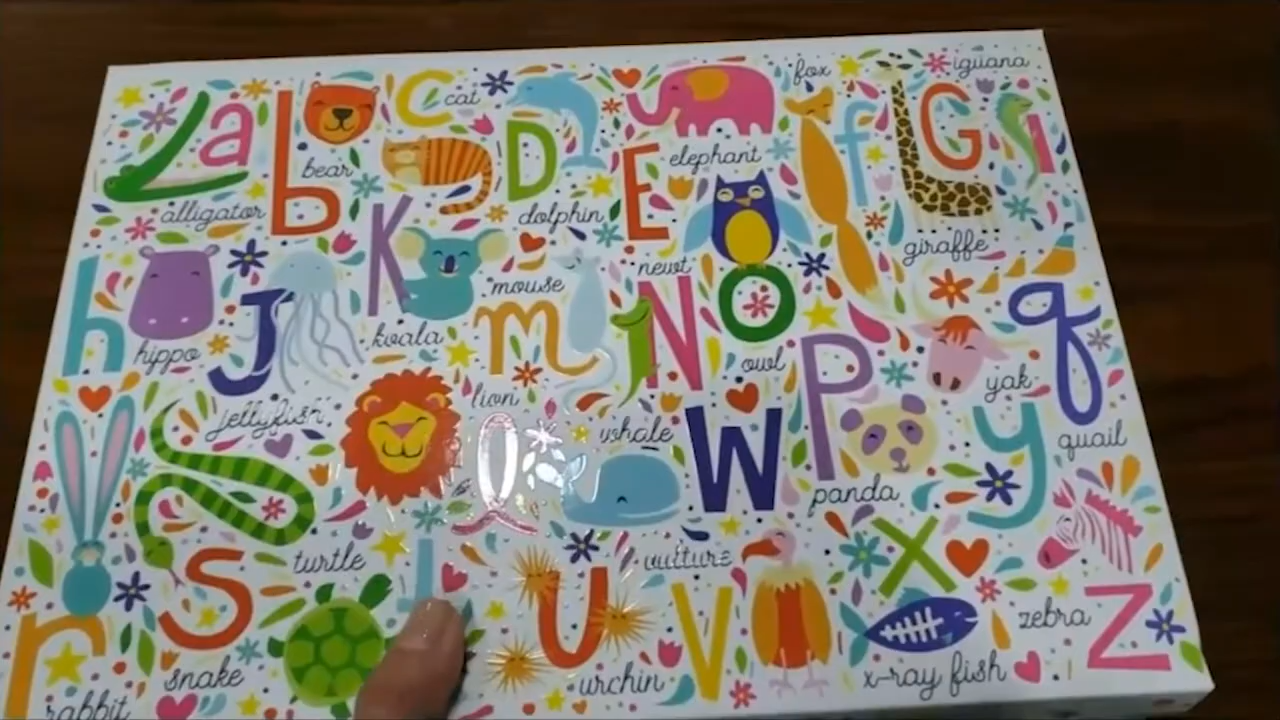 a
alligator
b
bear
C
cat
D
dolphin
E
elephant
fox
f
G
giraffe
iguana
i
h
hippo
J
jellyfish
K
koala
mouse
m
newt
N
O
owl
P
panda
yak
y
q
quail
lion
l
whale
W
r
rabbit
S
snake
turtle
U
urchin
vulture
V
X
x-ray fish
zebra
Z